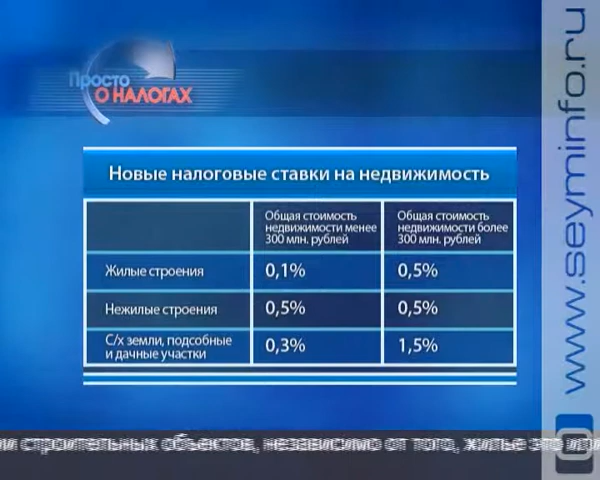 Просто
О НАЛОГАХ
www.seyminfo.ru
Новые налоговые ставки на недвижимость
Общая стоимость
недвижимости менее
300 млн. рублей
Общая стоимость
недвижимости более
300 млн. рублей
Жилые строения
0,1%
0,5%
Нежилые строения
0,5%
0,5%
С/х земли, подсобные
и дачные участки
0,3%
1,5%
строительных объектов, независимо от того, жилье это